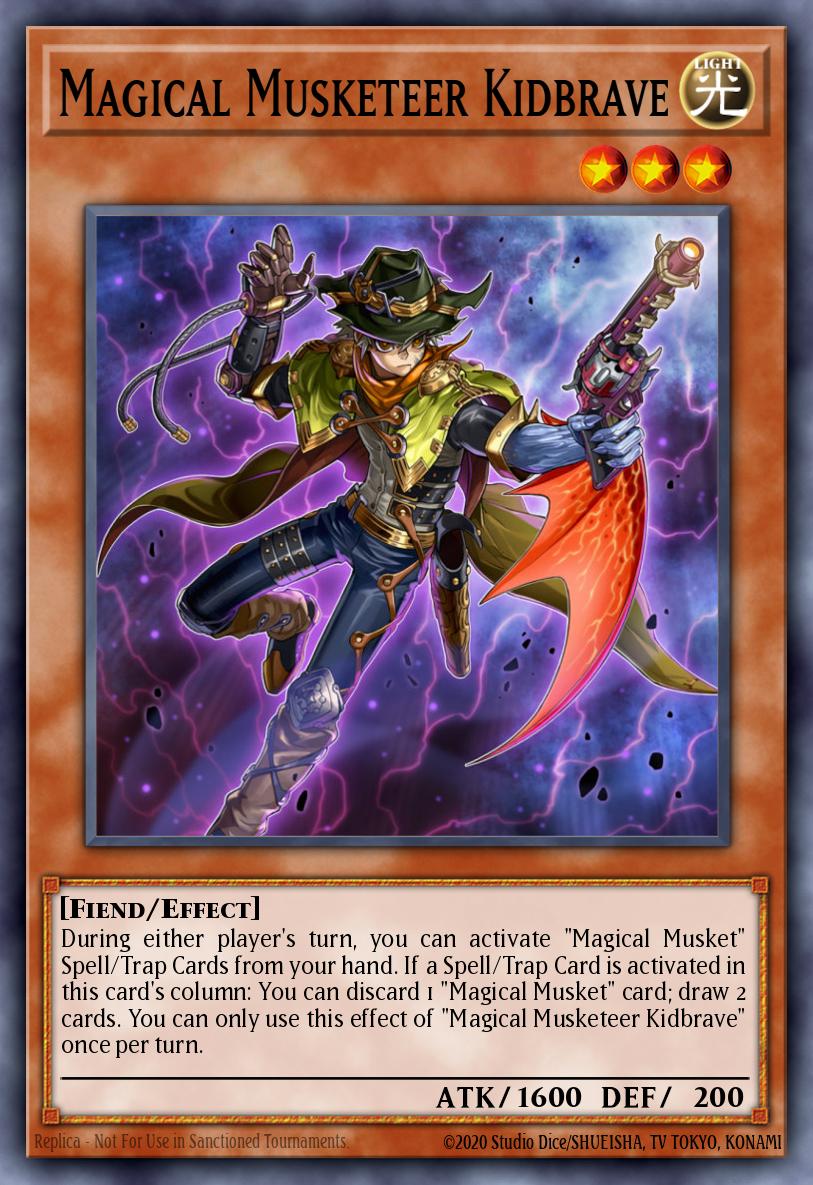 Magical Musketeer Kidbrave
LIGHT
光
[Fiend/Effect]
During either player's turn, you can activate "Magical Musket"
Spell/Trap Cards from your hand. If a Spell/Trap Card is activated in
this card's column: You can discard 1 "Magical Musket" card; draw 2
cards. You can only use this effect of "Magical Musketeer Kidbrave"
once per turn.
ATK/1600 DEF/ 200
Replica - Not For Use in Sanctioned Tournaments.
©2020 Studio Dice/SHUEISHA, TV TOKYO, KONAMI